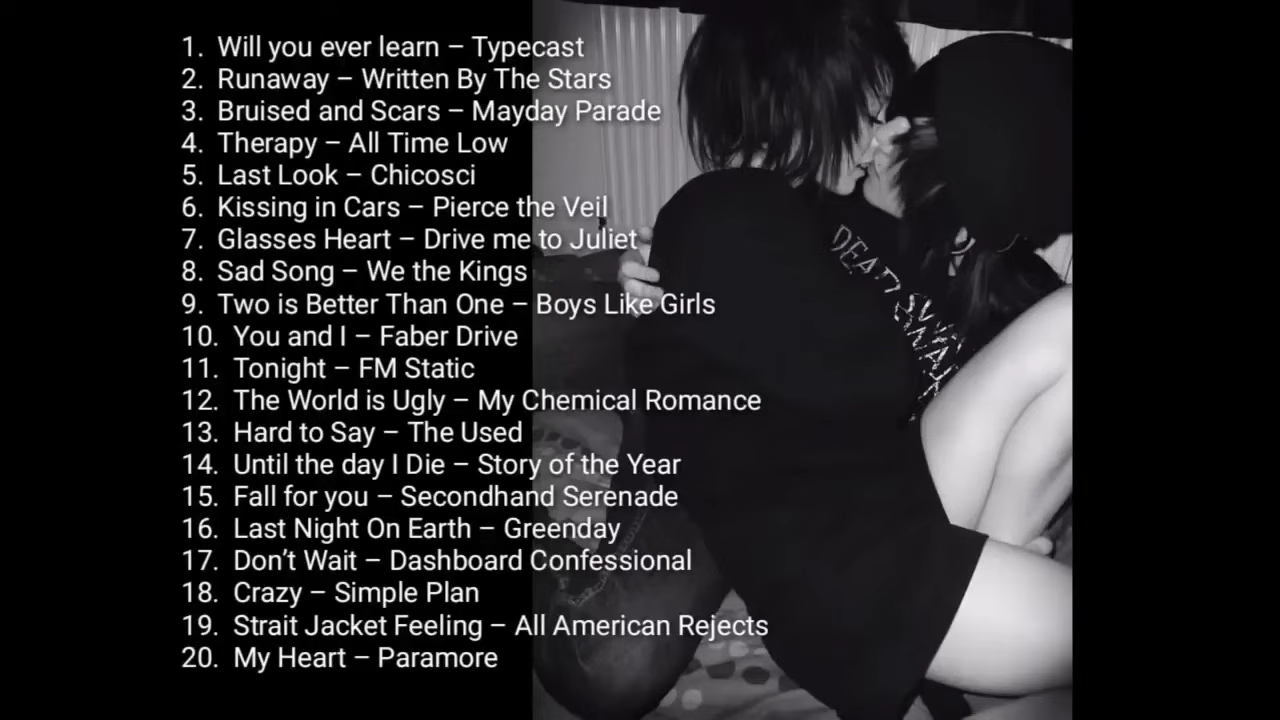 1. Will you ever learn – Typecast
2. Runaway – Written By The Stars
3. Bruised and Scars – Mayday Parade
4. Therapy – All Time Low
5. Last Look – Chicosci
6. Kissing in Cars – Pierce the Veil
7. Glasses Heart – Drive me to Juliet
8. Sad Song – We the Kings
9. Two is Better Than One – Boys Like Girls
10. You and I – Faber Drive
11. Tonight – FM Static
12. The World is Ugly – My Chemical Romance
13. Hard to Say – The Used
14. Until the day I Die – Story of the Year
15. Fall for you – Secondhand Serenade
16. Last Night On Earth – Greenday
17. Don’t Wait – Dashboard Confessional
18. Crazy – Simple Plan
19. Strait Jacket Feeling – All American Rejects
20. My Heart – Paramore
DEAD